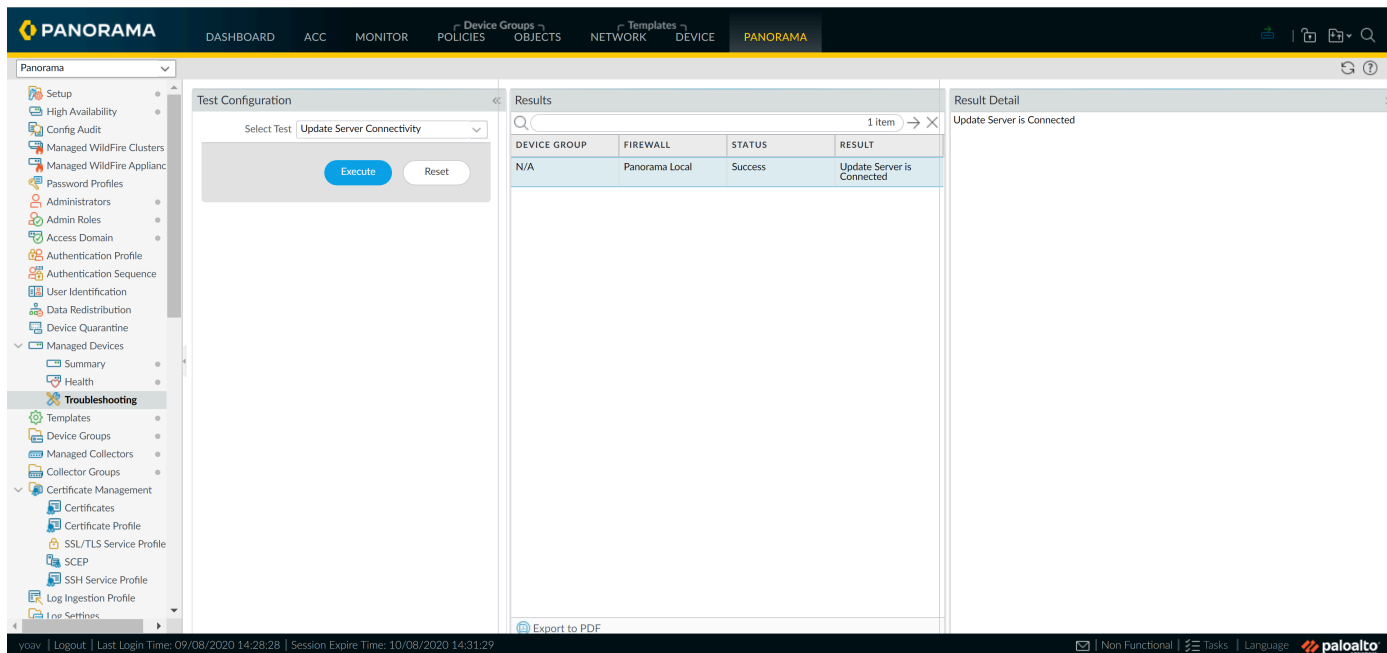 PANORAMA
Device Groups
Templates
DASHBOARD
ACC
MONITOR
POLICIES
OBJECTS
NETWORK
DEVICE
PANORAMA
Panorama
Setup
High Availability
Config Audit
Managed WildFire Clusters
Managed WildFire Applianc
Password Profiles
Administrators
Admin Roles
Access Domain
Authentication Profile
Authentication Sequence
User Identification
Data Redistribution
Device Quarantine
Managed Devices
Summary
Health
Troubleshooting
Templates
Device Groups
Managed Collectors
Collector Groups
Certificate Management
Certificates
Certificate Profile
SSL/TLS Service Profile
SCEP
SSH Service Profile
Log Ingestion Profile
Log Settings
Test Configuration
Select Test Update Server Connectivity
Execute
Reset
Results
1 item
DEVICE GROUP FIREWALL STATUS RESULT
N/A Panorama Local Success Update Server is
Connected
Export to PDF
Result Detail
Update Server is Connected
yoav | Logout | Last Login Time: 09/08/2020 14:28:28 | Session Expire Time: 10/08/2020 14:31:29
Non Functional | Tasks | Language paloalto